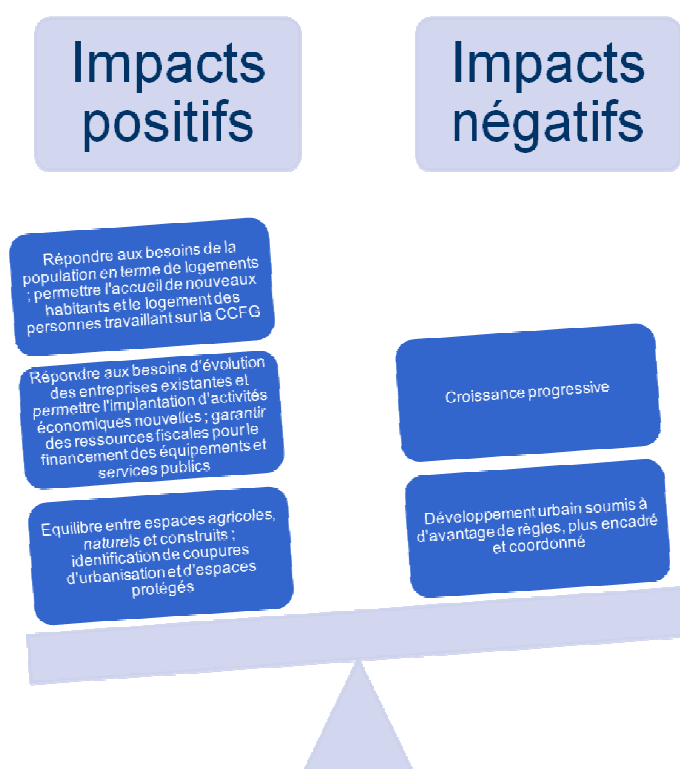 Impacts
positifs
Impacts
négatifs
Répondre aux besoins de la
population en terme de logements
; permettre l'accueil de nouveaux
habitants et le logement des
personnes travaillant sur la CCFG
Répondre aux besoins d'évolution
des entreprises existantes et
permettre l'implantation d'activités
économiques nouvelles ; garantir
des ressources fiscales pour le
financement des équipements et
services publics
Equilibre entre espaces agricoles,
naturels et construits ;
identification de coupures
d'urbanisation et d'espaces
protégés
Croissance progressive
Développement urbain soumis à
d'avantage de règles, plus encadré
et coordonné